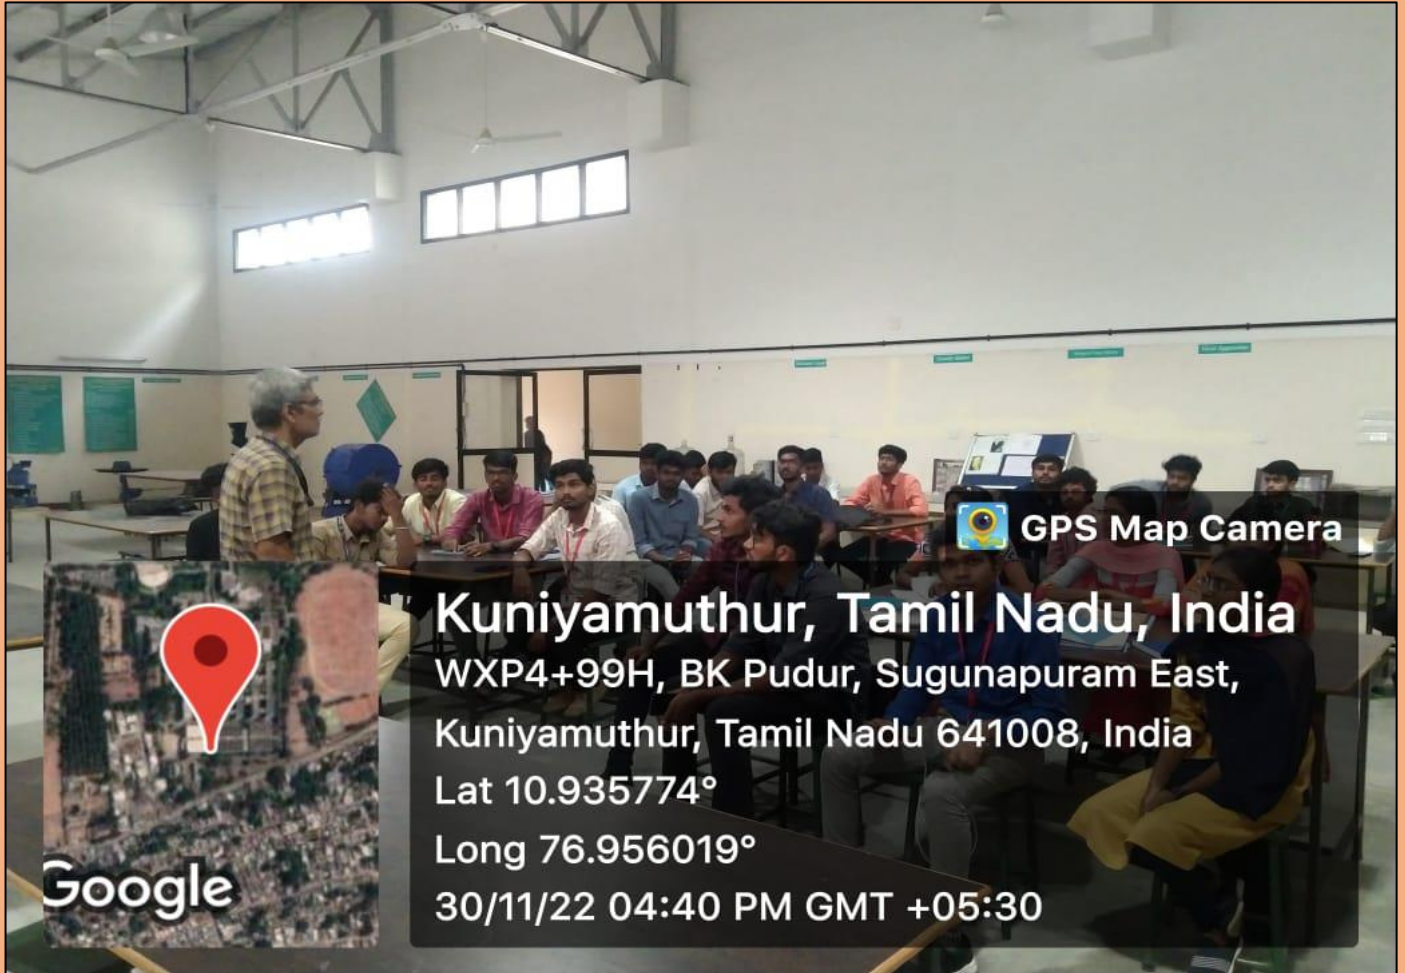 GPS Map Camera
Kuniyamuthur, Tamil Nadu, India
WXP4+99H, BK Pudur, Sugunapuram East,
Kuniyamuthur, Tamil Nadu 641008, India
Lat 10.935774°
Long 76.956019°
30/11/22 04:40 PM GMT +05:30
Google